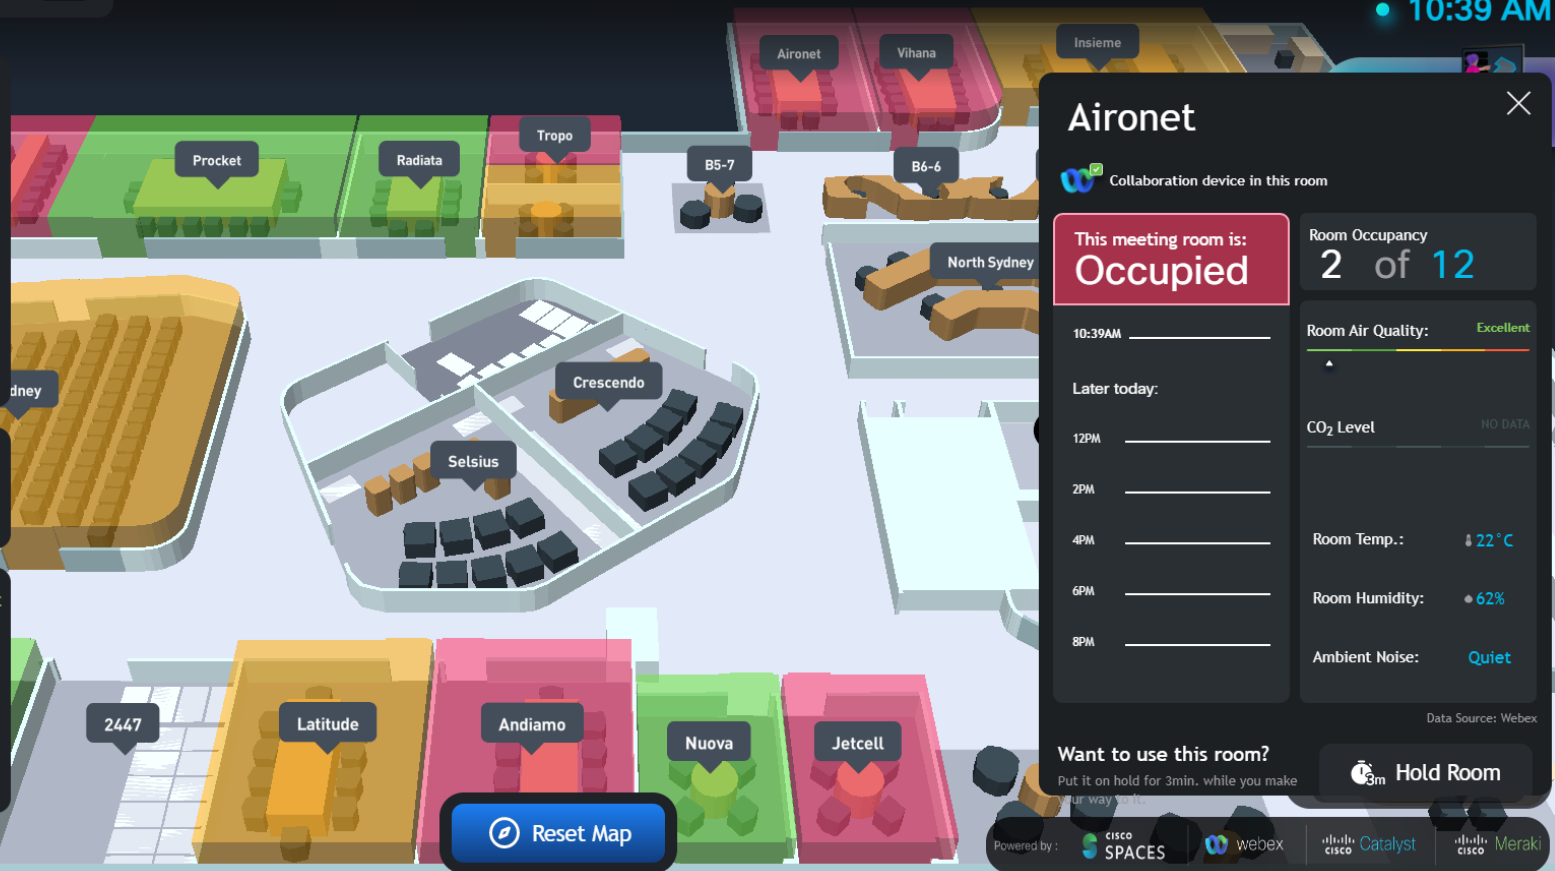 10:39 AM
Aironet
Vihana
Insieme
Procket
Radiata
Tropo
B5-7
B6-6
North Sydney
dney
Crescendo
Selsius
2447
Latitude
Andiamo
Nuova
Jetcell
Reset Map
Aironet
Collaboration device in this room
This meeting room is:
Occupied
10:39AM
Later today:
12PM
2PM
4PM
6PM
8PM
Room Occupancy
2 of 12
Room Air Quality: Excellent
CO₂ Level NO DATA
Room Temp.: 22°C
Room Humidity: 62%
Ambient Noise: Quiet
Data Source: Webex
Want to use this room?
Put it on hold for 3min. while you make
your way to it.
3m Hold Room
Powered by :
CISCO
SPACES
webex
CISCO Catalyst
CISCO Meraki